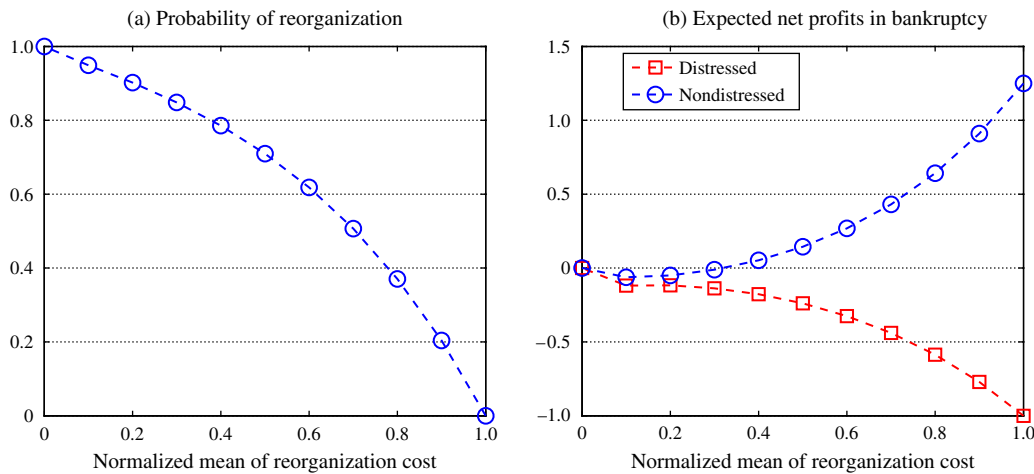 (a) Probability of reorganization
1.0
0.8
0.6
0.4
0.2
0
0 0.2 0.4 0.6 0.8 1.0
Normalized mean of reorganization cost
(b) Expected net profits in bankruptcy
1.5
Distressed
Nondistressed
1.0
0.5
0
−0.5
−1.0
0 0.2 0.4 0.6 0.8 1.0
Normalized mean of reorganization cost